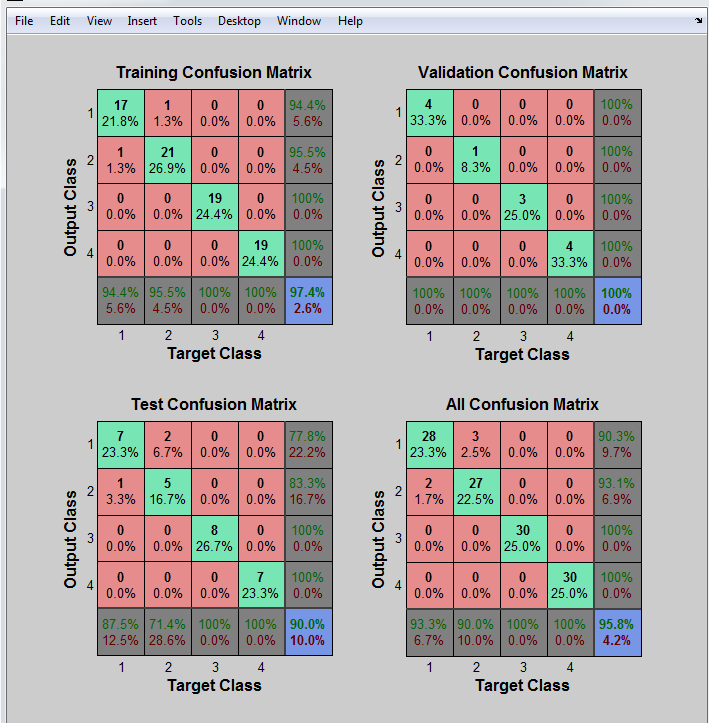 File Edit View Insert Tools Desktop Window Help
Training Confusion Matrix
Output Class
1 17 1 0 0 94.4%
21.8% 1.3% 0.0% 0.0% 5.6%
2 1 21 0 0 95.5%
1.3% 26.9% 0.0% 0.0% 4.5%
3 0 0 19 0 100%
0.0% 0.0% 24.4% 0.0% 0.0%
4 0 0 0 19 100%
0.0% 0.0% 0.0% 24.4% 0.0%
94.4% 95.5% 100% 100% 97.4%
5.6% 4.5% 0.0% 0.0% 2.6%
1 2 3 4
Target Class
Validation Confusion Matrix
Output Class
1 4 0 0 0 100%
33.3% 0.0% 0.0% 0.0% 0.0%
2 0 1 0 0 100%
0.0% 8.3% 0.0% 0.0% 0.0%
3 0 0 3 0 100%
0.0% 0.0% 25.0% 0.0% 0.0%
4 0 0 0 4 100%
0.0% 0.0% 0.0% 33.3% 0.0%
100% 100% 100% 100% 100%
0.0% 0.0% 0.0% 0.0% 0.0%
1 2 3 4
Target Class
Test Confusion Matrix
Output Class
1 7 2 0 0 77.8%
23.3% 6.7% 0.0% 0.0% 22.2%
2 1 5 0 0 83.3%
3.3% 16.7% 0.0% 0.0% 16.7%
3 0 0 8 0 100%
0.0% 0.0% 26.7% 0.0% 0.0%
4 0 0 0 7 100%
0.0% 0.0% 0.0% 23.3% 0.0%
87.5% 71.4% 100% 100% 90.0%
12.5% 28.6% 0.0% 0.0% 10.0%
1 2 3 4
Target Class
All Confusion Matrix
Output Class
1 28 3 0 0 90.3%
23.3% 2.5% 0.0% 0.0% 9.7%
2 2 27 0 0 93.1%
1.7% 22.5% 0.0% 0.0% 6.9%
3 0 0 30 0 100%
0.0% 0.0% 25.0% 0.0% 0.0%
4 0 0 0 30 100%
0.0% 0.0% 0.0% 25.0% 0.0%
93.3% 90.0% 100% 100% 95.8%
6.7% 10.0% 0.0% 0.0% 4.2%
1 2 3 4
Target Class